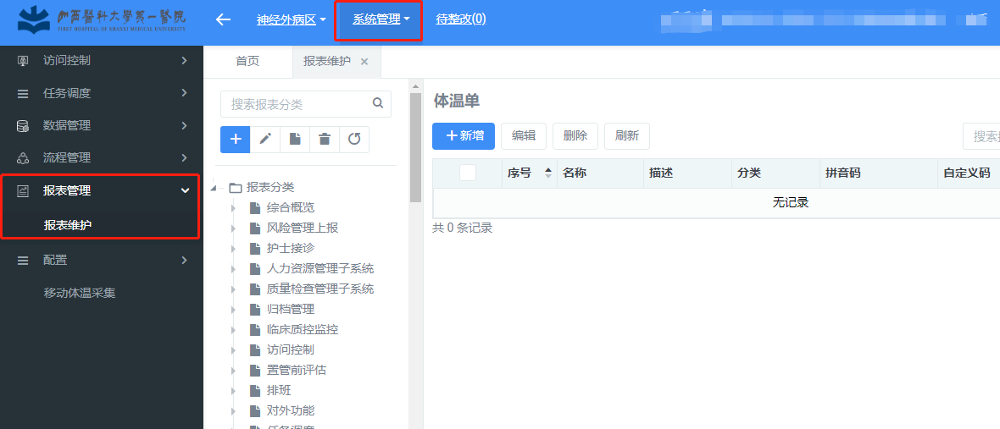 山西醫科大學第一醫院
FIRST HOSPITAL OF SHANXI MEDICAL UNIVERSITY
神经外病区 系统管理 待整改(0)
访问控制
任务调度
数据管理
流程管理
报表管理
报表维护
配置
移动体温采集
首页 报表维护
搜索报表分类
报表分类
综合概览
风险管理上报
护士接诊
人力资源管理子系统
质量检查管理子系统
归档管理
临床质控监控
访问控制
置管前评估
排班
对外功能
任务调度
体温单
新增 编辑 删除 刷新 搜索
序号 名称 描述 分类 拼音码 自定义码
无记录
共 0 条记录